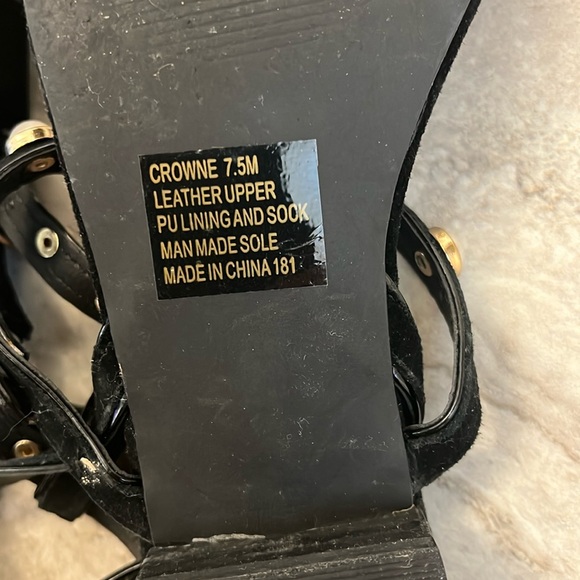 CROWNE 7.5M
LEATHER UPPER
PU LINING AND SOCK
MAN MADE SOLE
MADE IN CHINA 181